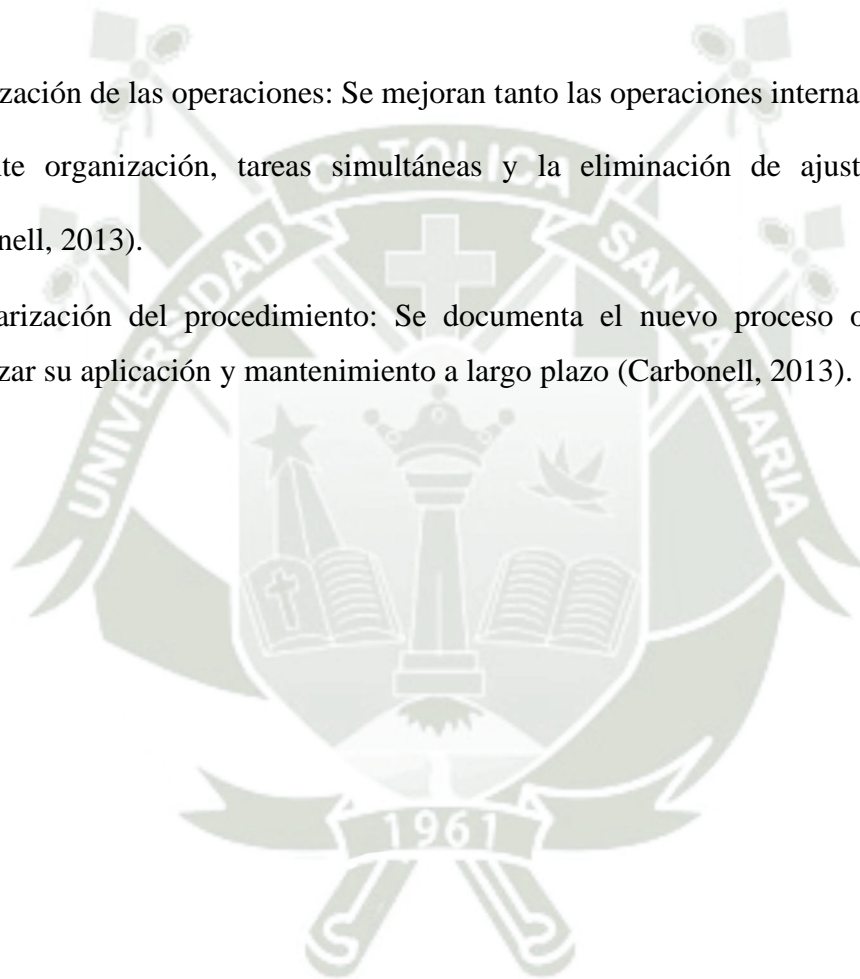 zación de las operaciones: Se mejoran tanto las operaciones interna
te organización, tareas simultáneas y la eliminación de ajust
nell, 2013).
arización del procedimiento: Se documenta el nuevo proceso o
zar su aplicación y mantenimiento a largo plazo (Carbonell, 2013).
UNIVERSIDAD CATOLICA SANTA MARIA
1961